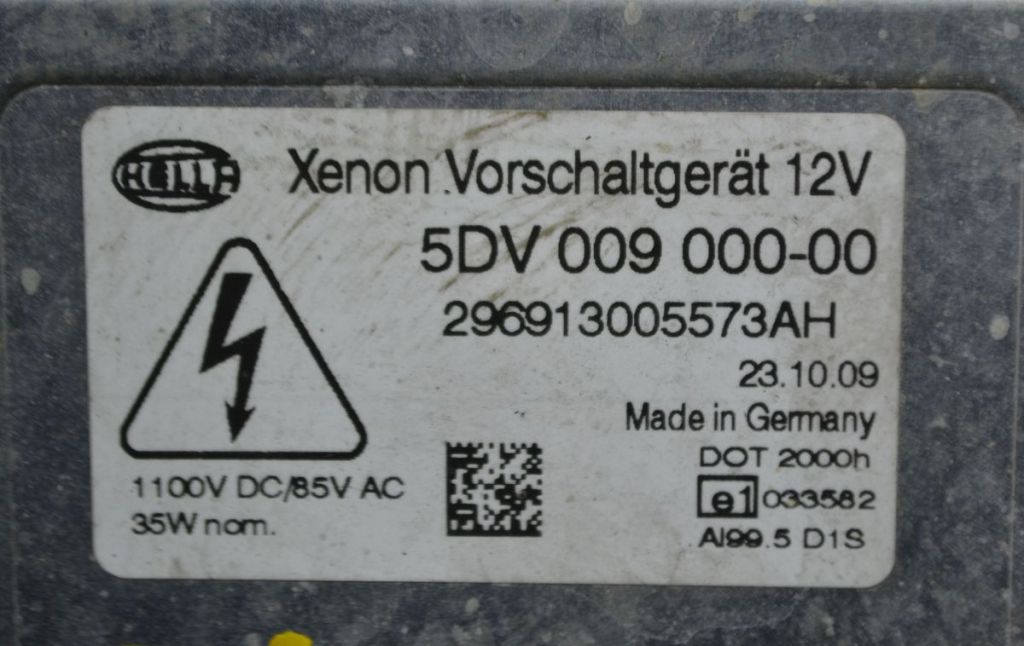 HELLA
Xenon Vorschaltgerät 12V
5DV 009 000-00
296913005573AH
23.10.09
Made in Germany
DOT 2000h
e1 033582
Al99.5 D1S
1100V DC/85V AC
35W nom.